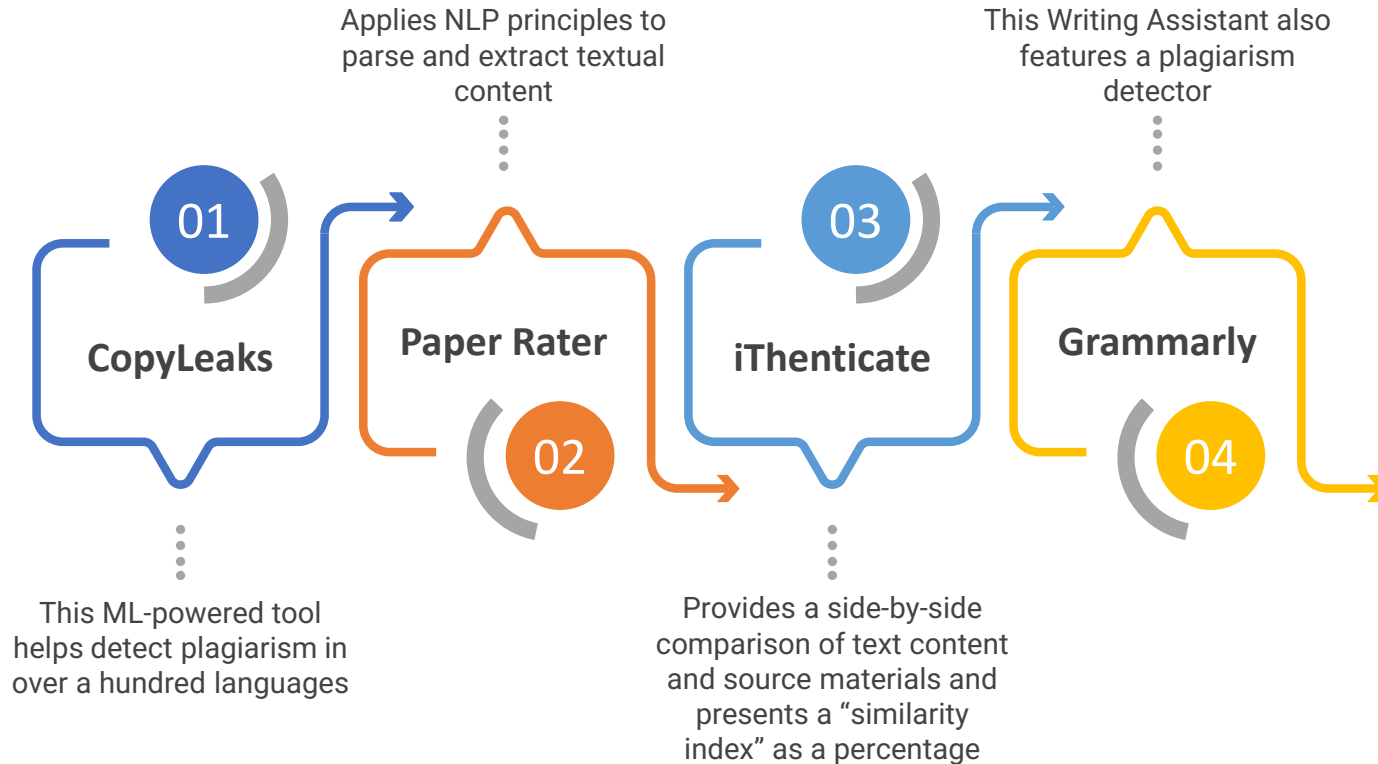 Applies NLP principles to
parse and extract textual
content
This Writing Assistant also
features a plagiarism
detector
01
03
CopyLeaks
Paper Rater
iThenticate
Grammarly
02
04
This ML-powered tool
helps detect plagiarism in
over a hundred languages
Provides a side-by-side
comparison of text content
and source materials and
presents a “similarity
index” as a percentage